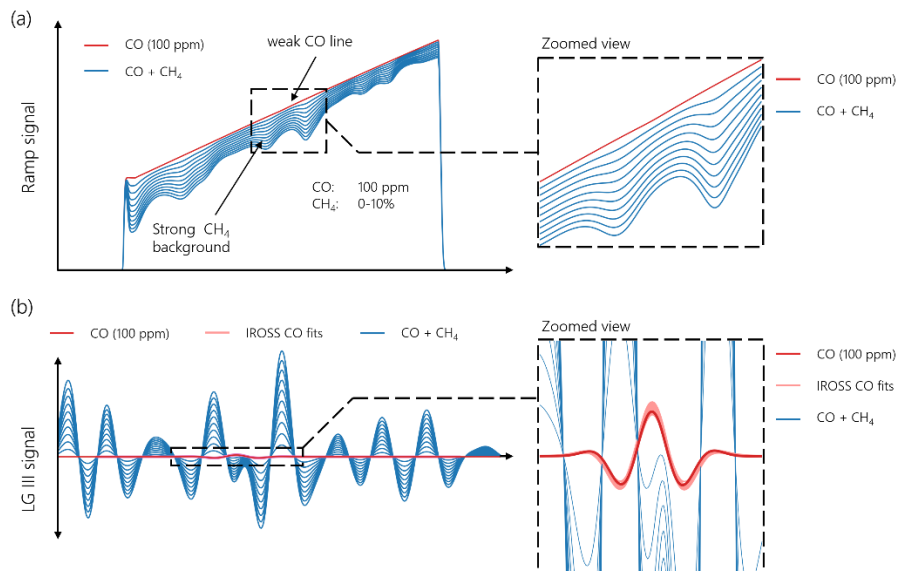 (a)
CO (100 ppm)
CO + CH₄
weak CO line
Ramp signal
Strong CH₄
background
CO: 100 ppm
CH₄: 0-10%
Zoomed view
CO (100 ppm)
CO + CH₄
(b)
CO (100 ppm) IROSS CO fits CO + CH₄
LG III signal
Zoomed view
CO (100 ppm)
IROSS CO fits
CO + CH₄